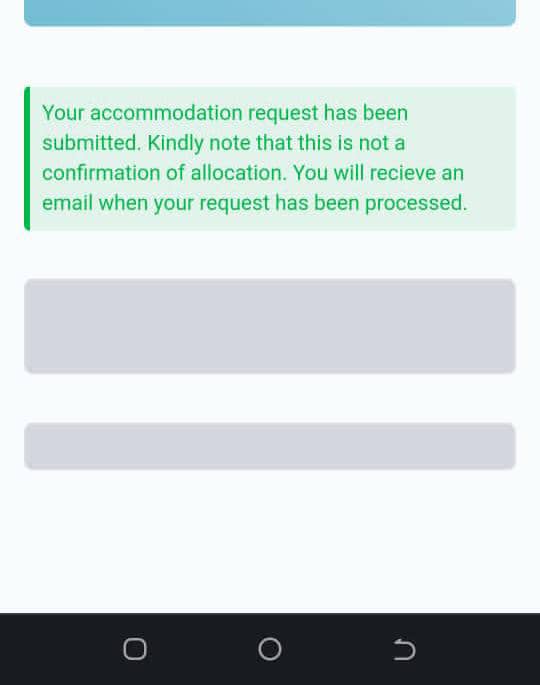 Your accommodation request has been
submitted. Kindly note that this is not a
confirmation of allocation. You will recieve an
email when your request has been processed.